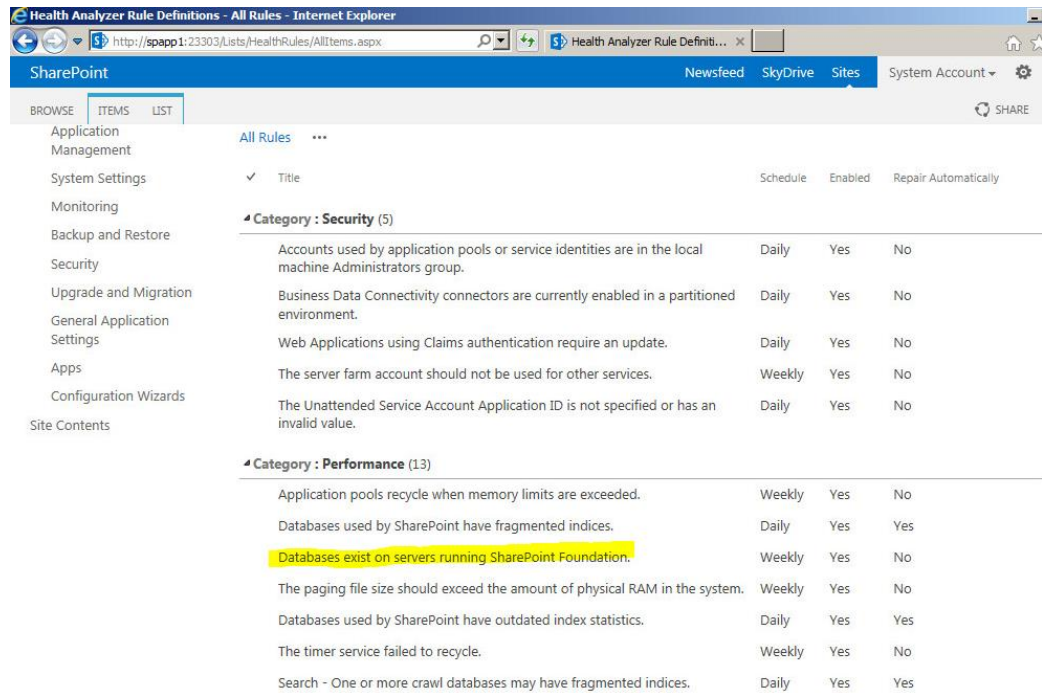 Health Analyzer Rule Definitions - All Rules - Internet Explorer
http://spapp1:23303/Lists/HealthRules/AllItems.aspx
Health Analyzer Rule Definiti...
SharePoint
Newsfeed SkyDrive Sites System Account
BROWSE ITEMS LIST
SHARE
Application
Management
System Settings
Monitoring
Backup and Restore
Security
Upgrade and Migration
General Application
Settings
Apps
Configuration Wizards
Site Contents
All Rules ...
Title Schedule Enabled Repair Automatically
Category : Security (5)
Accounts used by application pools or service identities are in the local Daily Yes No
machine Administrators group.
Business Data Connectivity connectors are currently enabled in a partitioned Daily Yes No
environment.
Web Applications using Claims authentication require an update. Daily Yes No
The server farm account should not be used for other services. Weekly Yes No
The Unattended Service Account Application ID is not specified or has an Daily Yes No
invalid value.
Category : Performance (13)
Application pools recycle when memory limits are exceeded. Weekly Yes No
Databases used by SharePoint have fragmented indices. Daily Yes Yes
Databases exist on servers running SharePoint Foundation. Weekly Yes No
The paging file size should exceed the amount of physical RAM in the system. Weekly Yes No
Databases used by SharePoint have outdated index statistics. Daily Yes Yes
The timer service failed to recycle. Weekly Yes No
Search - One or more crawl databases may have fragmented indices. Daily Yes Yes